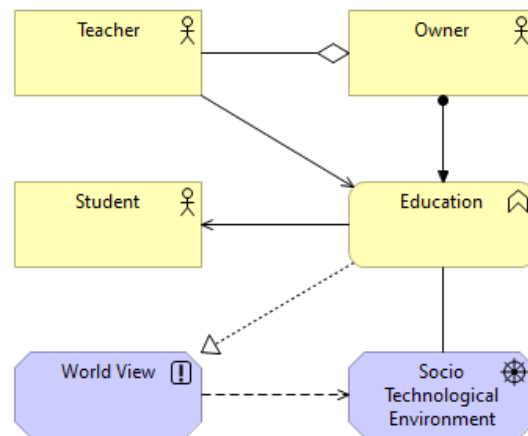 Teacher
Owner
Student
Education
World View
Socio
Technological
Environment